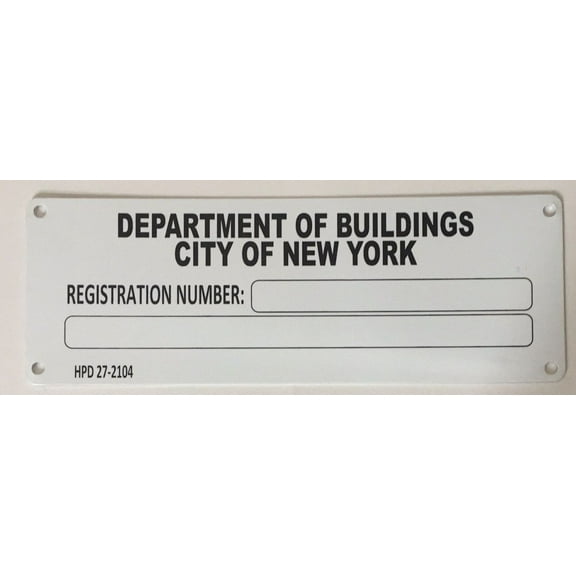 DEPARTMENT OF BUILDINGS
CITY OF NEW YORK
REGISTRATION NUMBER:
HPD 27-2104